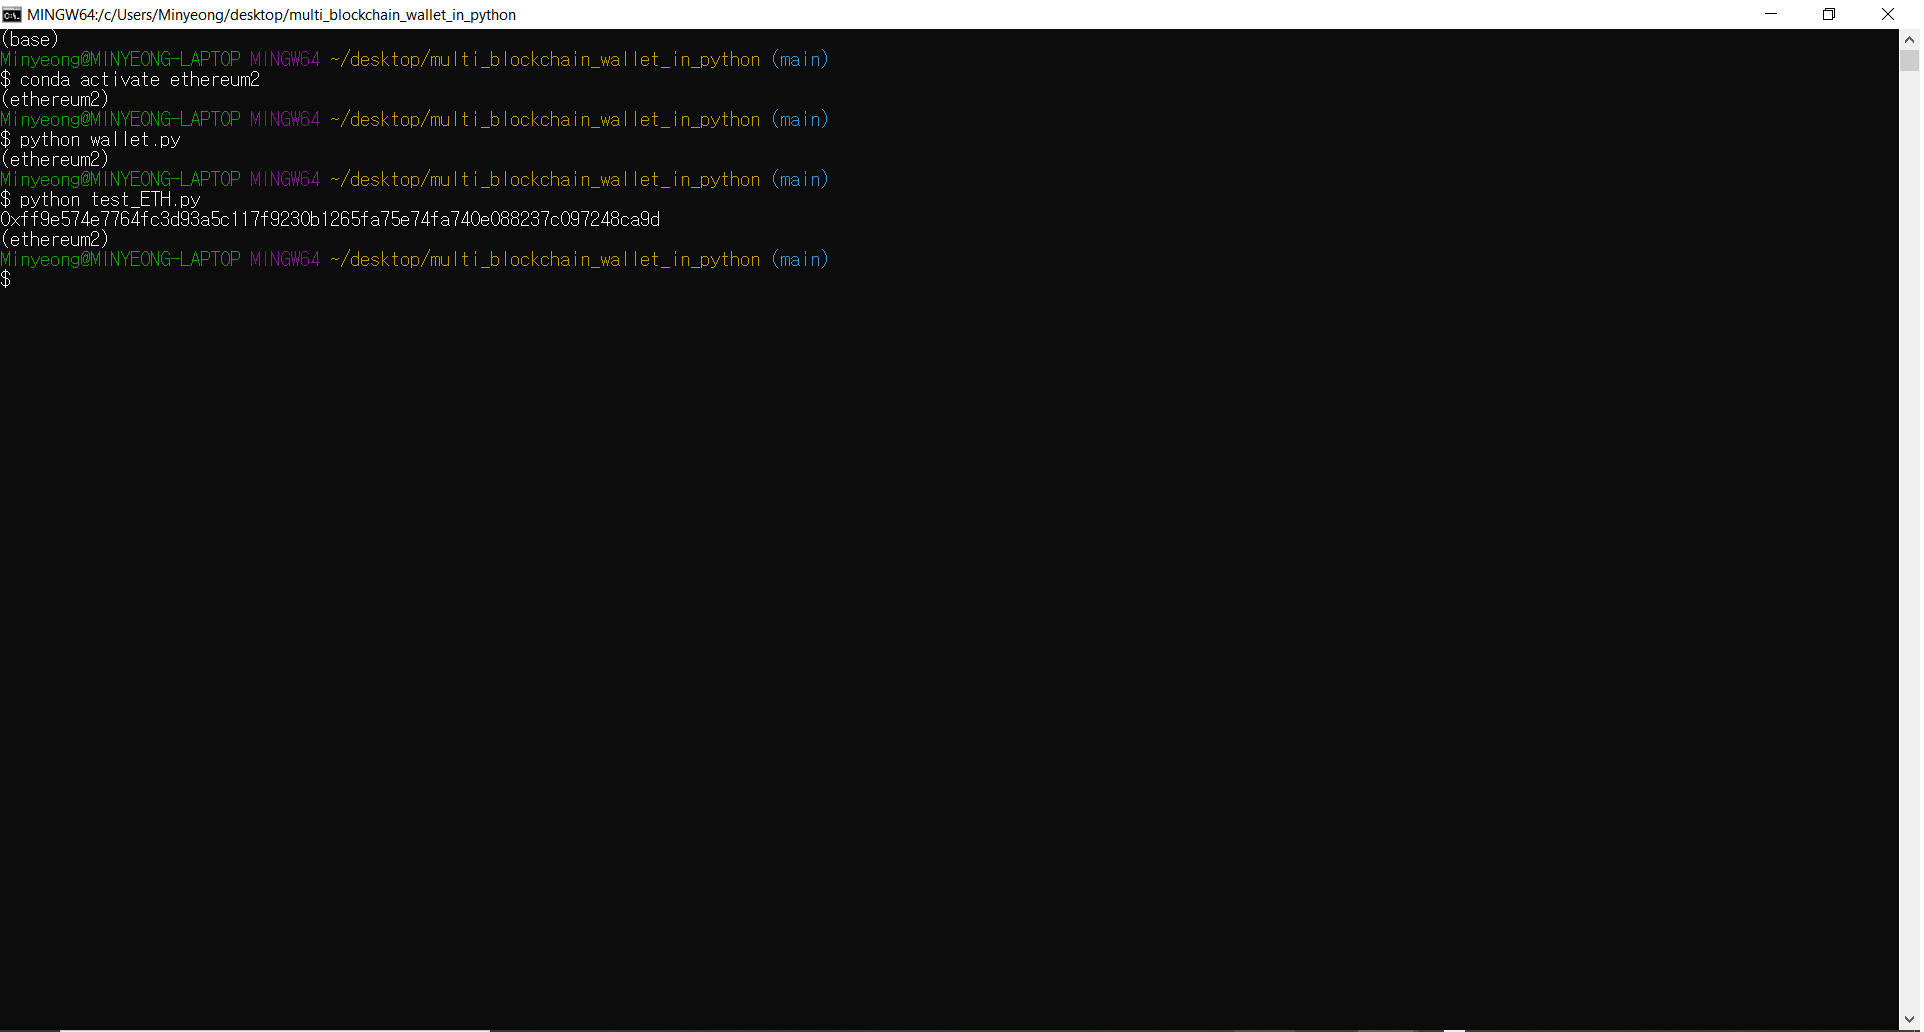 MINGW64:/c/Users/Minyeong/desktop/multi_blockchain_wallet_in_python
(base)
Minyeong@MINYEONG-LAPTOP MINGW64 ~/desktop/multi_blockchain_wallet_in_python (main)
$ conda activate ethereum2
(ethereum2)
Minyeong@MINYEONG-LAPTOP MINGW64 ~/desktop/multi_blockchain_wallet_in_python (main)
$ python wallet.py
(ethereum2)
Minyeong@MINYEONG-LAPTOP MINGW64 ~/desktop/multi_blockchain_wallet_in_python (main)
$ python test_ETH.py
0xff9e574e7764fc3d93a5c117f9230b1265fa75e74fa740e088237c097248ca9d
(ethereum2)
Minyeong@MINYEONG-LAPTOP MINGW64 ~/desktop/multi_blockchain_wallet_in_python (main)
$